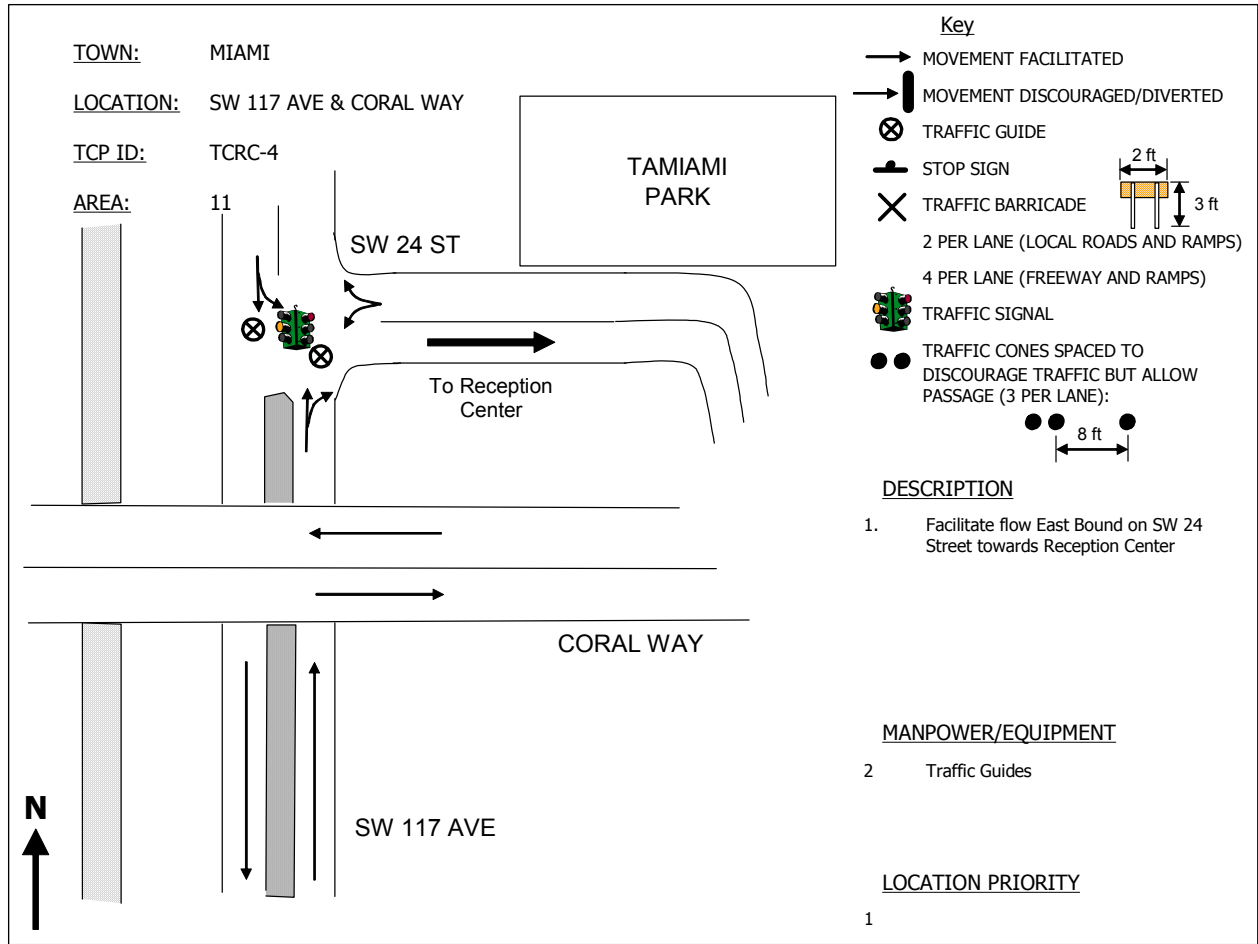 TOWN: MIAMI
LOCATION: SW 117 AVE & CORAL WAY
TCP ID: TCRC-4
AREA: 11
TAMIAMI
PARK
SW 24 ST
To Reception
Center
CORAL WAY
SW 117 AVE
N
Key
MOVEMENT FACILITATED
MOVEMENT DISCOURAGED/DIVERTED
TRAFFIC GUIDE
STOP SIGN
TRAFFIC BARRICADE
2 ft
3 ft
2 PER LANE (LOCAL ROADS AND RAMPS)
4 PER LANE (FREEWAY AND RAMPS)
TRAFFIC SIGNAL
TRAFFIC CONES SPACED TO
DISCOURAGE TRAFFIC BUT ALLOW
PASSAGE (3 PER LANE):
8 ft
DESCRIPTION
1. Facilitate flow East Bound on SW 24
Street towards Reception Center
MANPOWER/EQUIPMENT
2 Traffic Guides
LOCATION PRIORITY
1